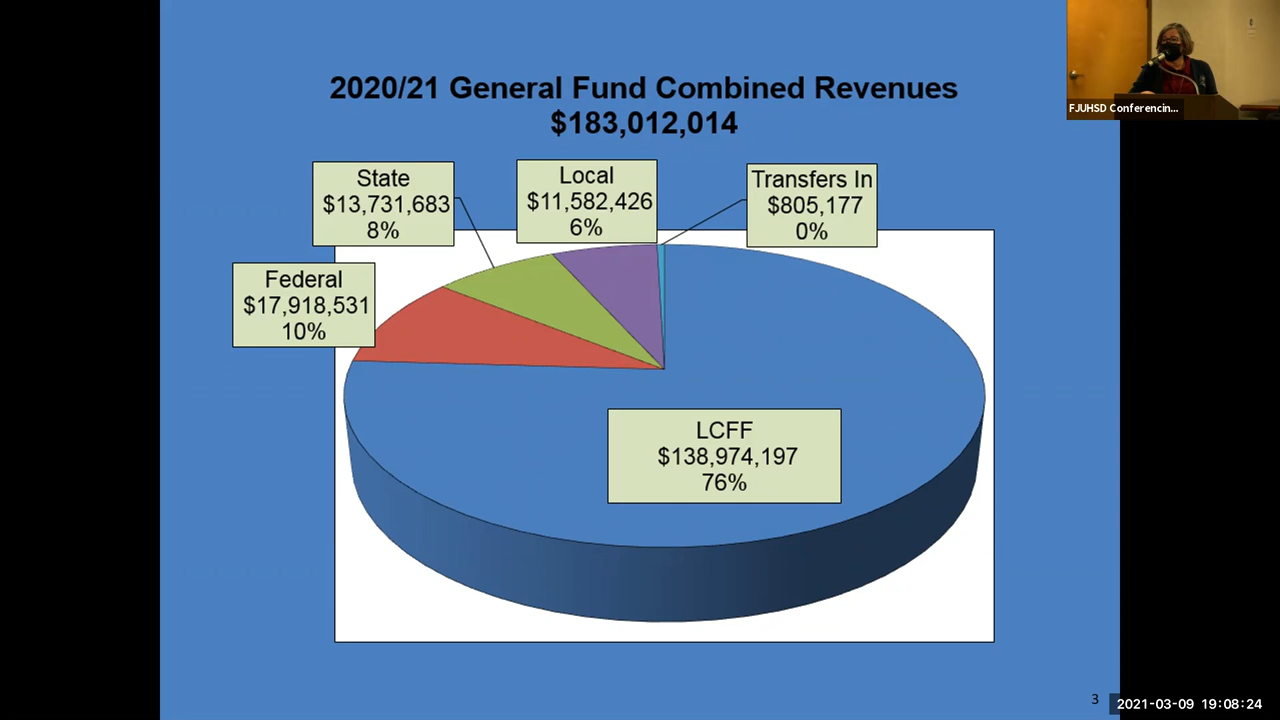 2020/21 General Fund Combined Revenues
$183,012,014
State
$13,731,683
8%
Local
$11,582,426
6%
Transfers In
$805,177
0%
Federal
$17,918,531
10%
LCFF
$138,974,197
76%
FJUHSD Conferencin...
3
2021-03-09 19:08:24